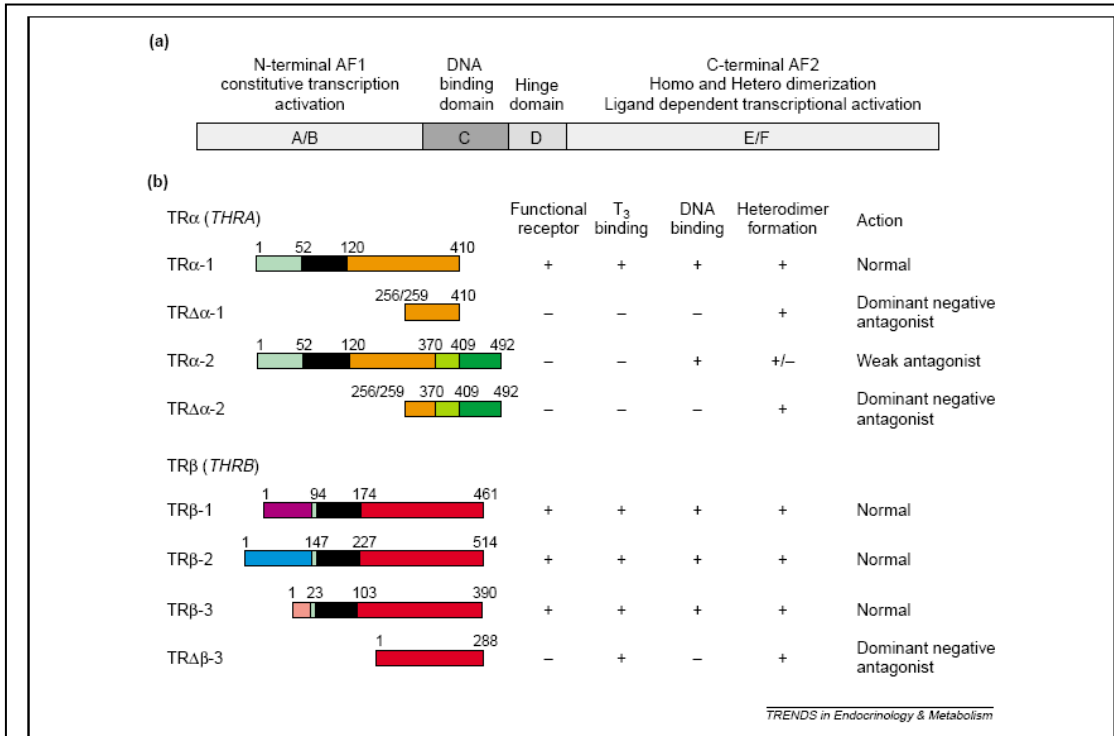 (a)
N-terminal AF1
constitutive transcription
activation
DNA
binding
domain
Hinge
domain
C-terminal AF2
Homo and Hetero dimerization
Ligand dependent transcriptional activation
A/B C D E/F
(b)
TRα (THRA)
Functional
receptor
T3
binding
DNA
binding
Heterodimer
formation
Action
1 52 120 410
TRα-1 + + + + Normal
256/259 410
TRΔα-1 – – – + Dominant negative
antagonist
1 52 120 370 409 492
TRα-2 – – + +/– Weak antagonist
256/259 370 409 492
TRΔα-2 – – – + Dominant negative
antagonist
TRβ (THRB)
1 94 174 461
TRβ-1 + + + + Normal
1 147 227 514
TRβ-2 + + + + Normal
1 23 103 390
TRβ-3 + + + + Normal
1 288
TRΔβ-3 – + – + Dominant negative
antagonist
TRENDS in Endocrinology & Metabolism